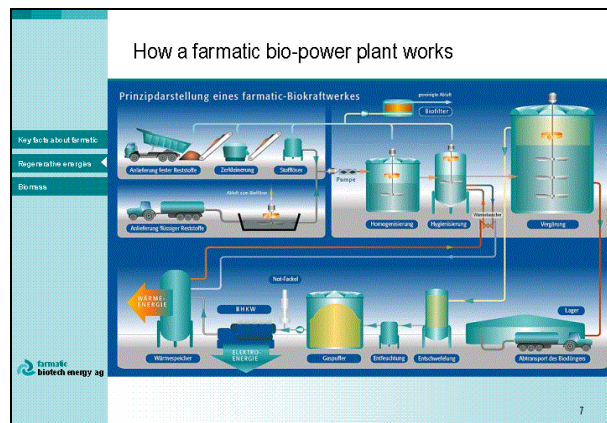 How a farmatic bio-power plant works
Key facts about farmatic
Regenerative energies
Biomass
Prinzipdarstellung eines farmatic-Biokraftwerkes
gereinigte Abluft
Biofilter
Anlieferung fester Reststoffe
Zerkleinerung
Stofflöser
Pumpe
Abluft zum Biofilter
Anlieferung flüssiger Reststoffe
Homogenisierung
Hygienisierung
Wärmetauscher
Vergärung
Not-Fackel
WÄRME-
ENERGIE
BHKW
Lager
ELEKTRO-
ENERGIE
Wärmespeicher
Gaspuffer
Entfeuchtung
Entschwefelung
Abtransport des Biodüngers
farmatic
biotech energy ag
7